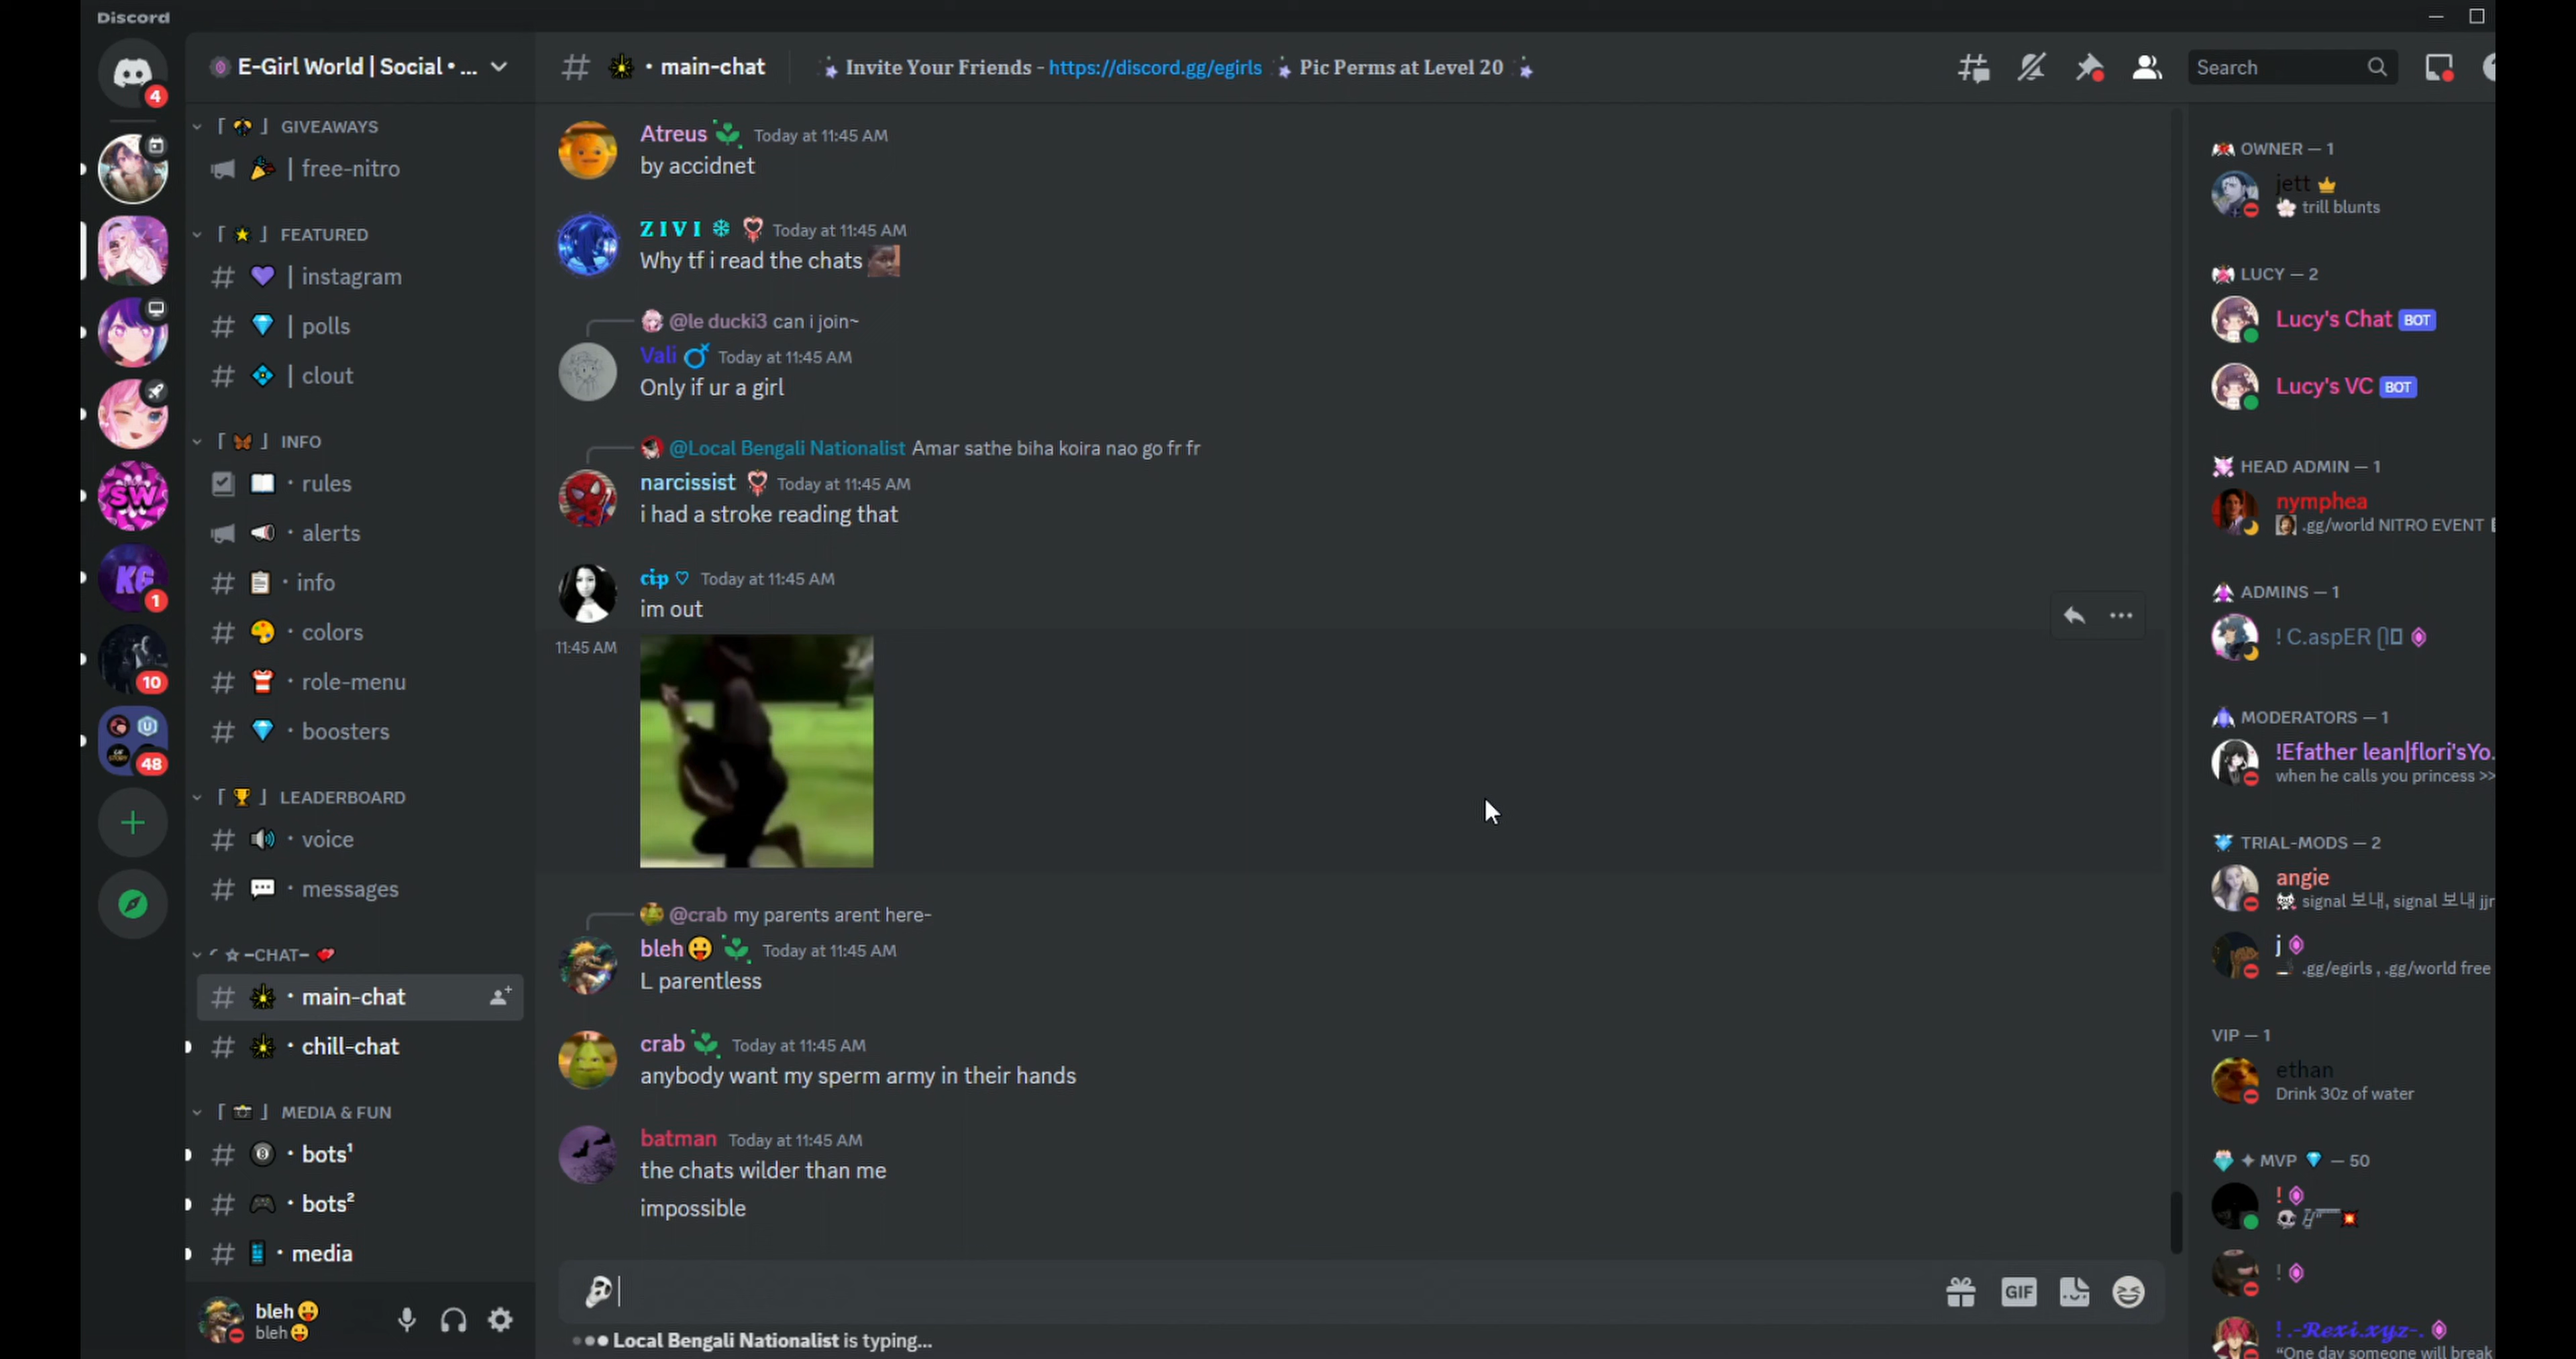 Discord
E-Girl World | Social • ...
main-chat
Invite Your Friends - https://discord.gg/egirls Pic Perms at Level 20
Search
4
1
10
48
SW
KG
GIVEAWAYS
| free-nitro
FEATURED
| instagram
| polls
| clout
INFO
rules
alerts
info
colors
role-menu
boosters
LEADERBOARD
voice
messages
-CHAT-
main-chat
chill-chat
MEDIA & FUN
bots¹
bots²
media
bleh
bleh
Atreus Today at 11:45 AM
by accidnet
Z I V I Today at 11:45 AM
Why tf i read the chats
@le ducki3 can i join~
Vali Today at 11:45 AM
Only if ur a girl
@Local Bengali Nationalist Amar sathe biha koira nao go fr fr
narcissist Today at 11:45 AM
i had a stroke reading that
cip ♡ Today at 11:45 AM
im out
11:45 AM
@crab my parents arent here-
bleh Today at 11:45 AM
L parentless
crab Today at 11:45 AM
anybody want my sperm army in their hands
batman Today at 11:45 AM
the chats wilder than me
impossible
GIF
Local Bengali Nationalist is typing...
OWNER — 1
jett
trill blunts
LUCY — 2
Lucy's Chat BOT
Lucy's VC BOT
HEAD ADMIN — 1
nymphea
.gg/world NITRO EVENT
ADMINS — 1
! C.aspER
MODERATORS — 1
!Efather lean|flori'sYo.
when he calls you princess >>
TRIAL-MODS — 2
angie
signal 보내, signal 보내 jjr
j
.gg/egirls , .gg/world free
VIP — 1
ethan
Drink 30z of water
MVP — 50
!
!
! .-Rexi.xyz-.
“One day someone will break